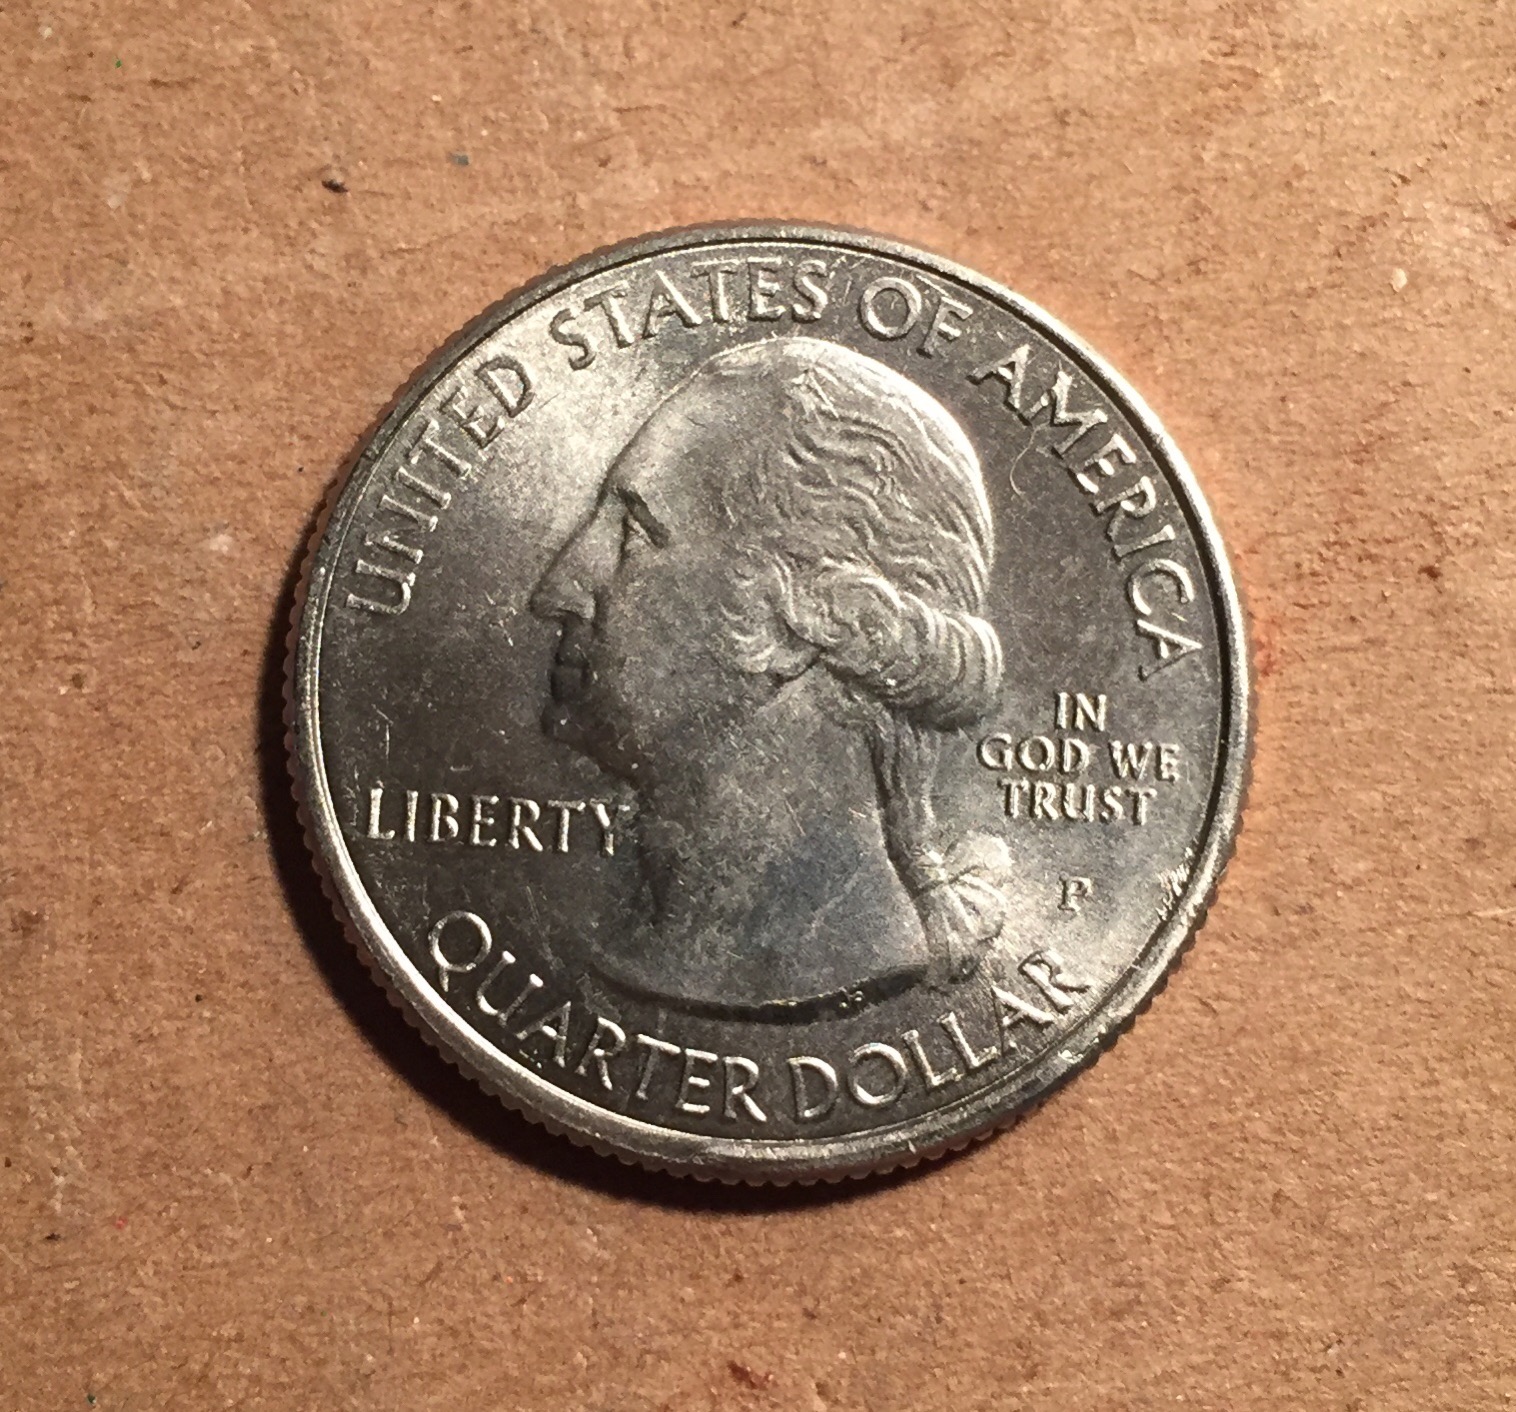 UNITED STATES OF AMERICA
LIBERTY
IN
GOD WE
TRUST
P
QUARTER DOLLAR